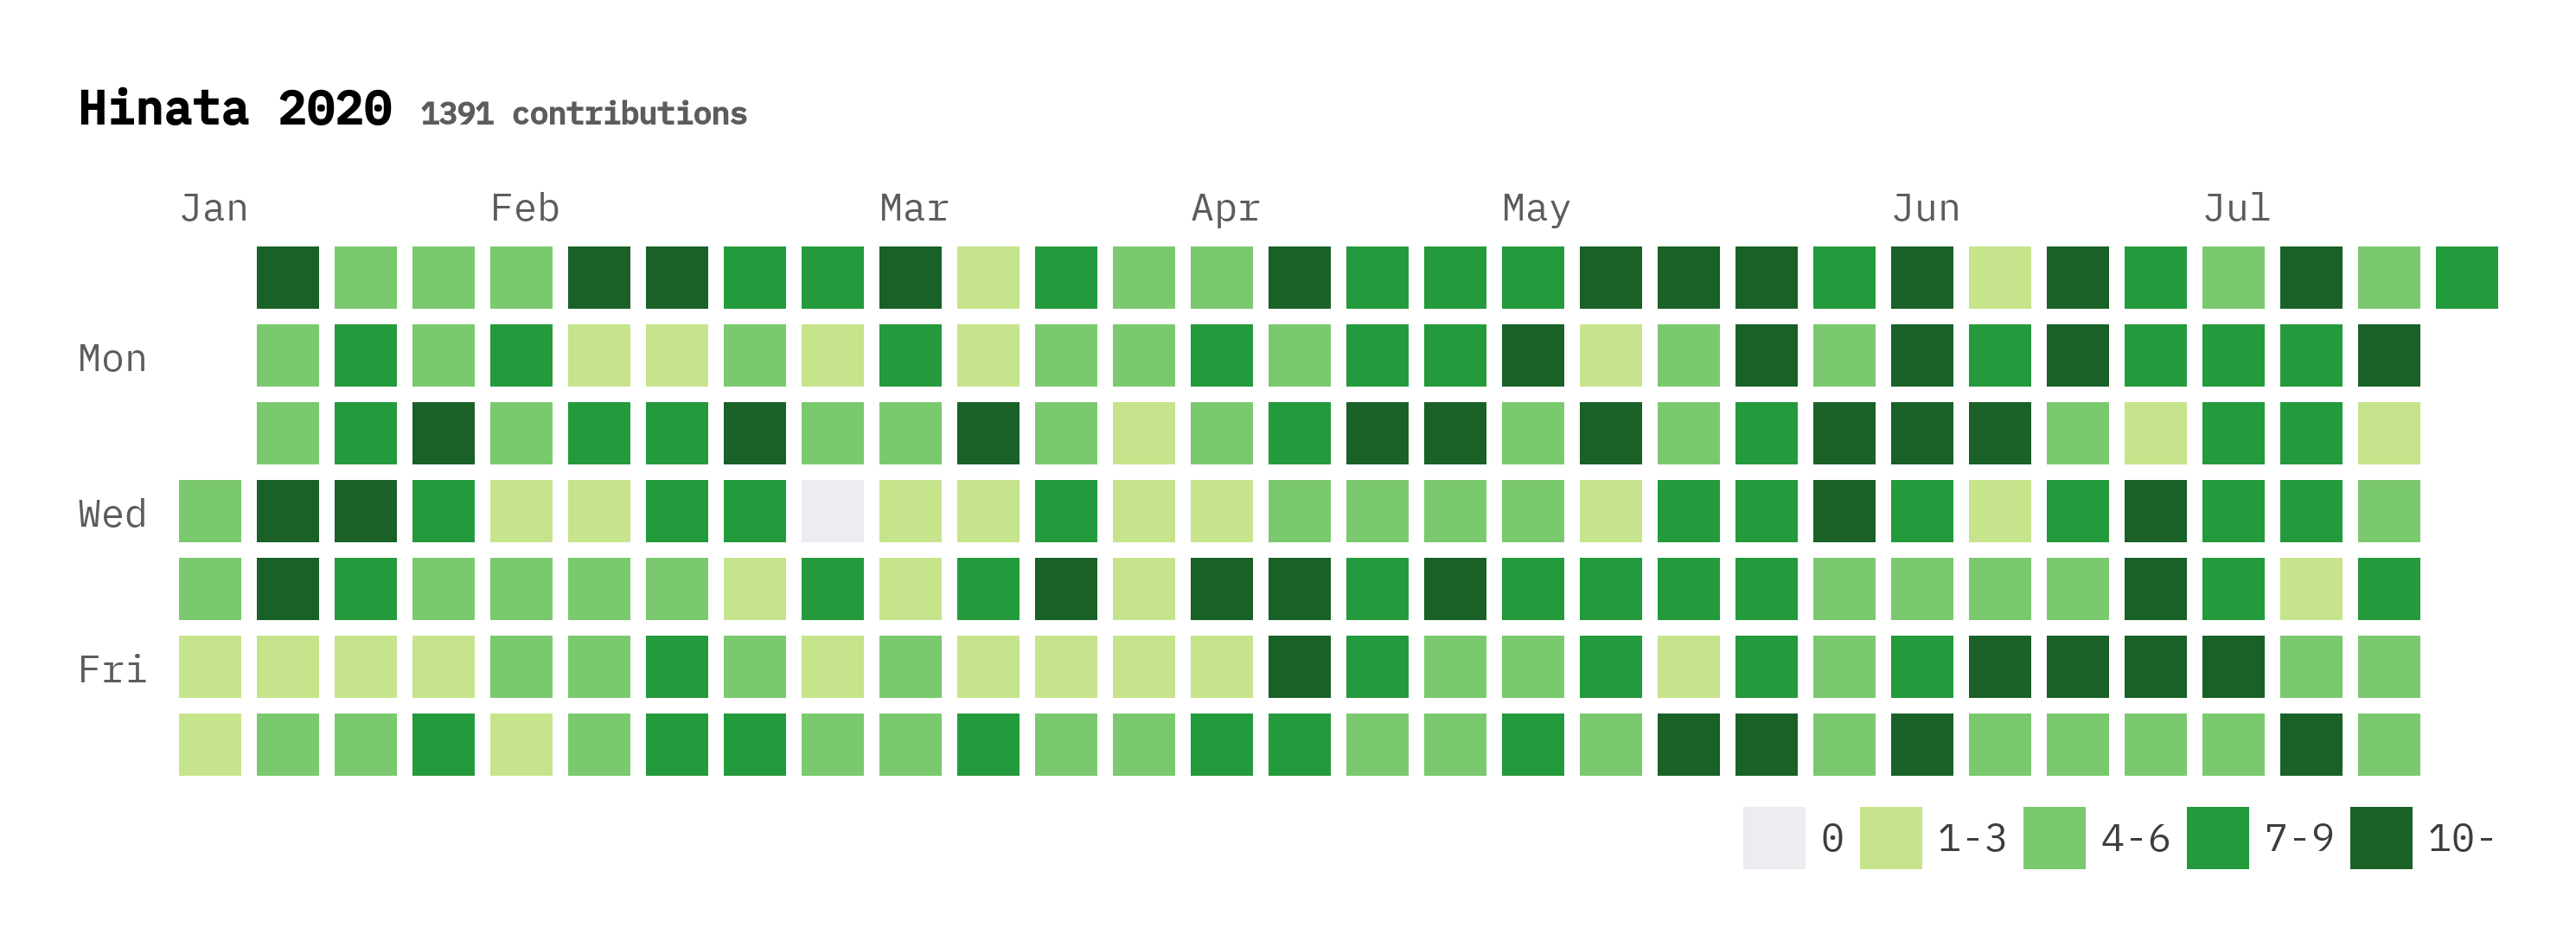 Hinata 2020 1391 contributions
Jan Feb Mar Apr May Jun Jul
Mon
Wed
Fri
0 1-3 4-6 7-9 10-